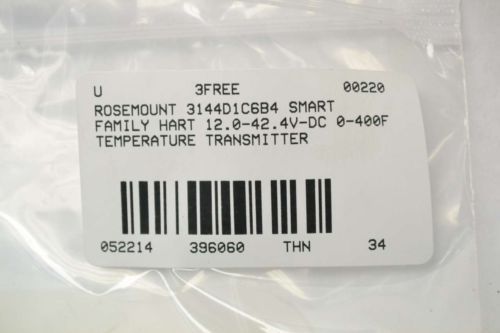 U 3FREE 00220
ROSEMOUNT 3144D1C6B4 SMART
FAMILY HART 12.0-42.4V-DC 0-400F
TEMPERATURE TRANSMITTER
052214 396060 THN 34